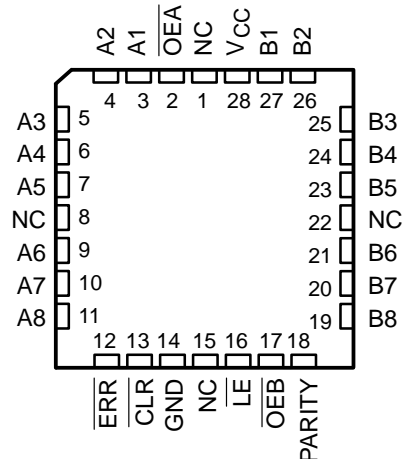 A2 A1 OEA NC VCC B1 B2
4 3 2 1 28 27 26
A3 5 25 B3
A4 6 24 B4
A5 7 23 B5
NC 8 22 NC
A6 9 21 B6
A7 10 20 B7
A8 11 19 B8
12 13 14 15 16 17 18
ERR CLR GND NC LE OEB PARITY